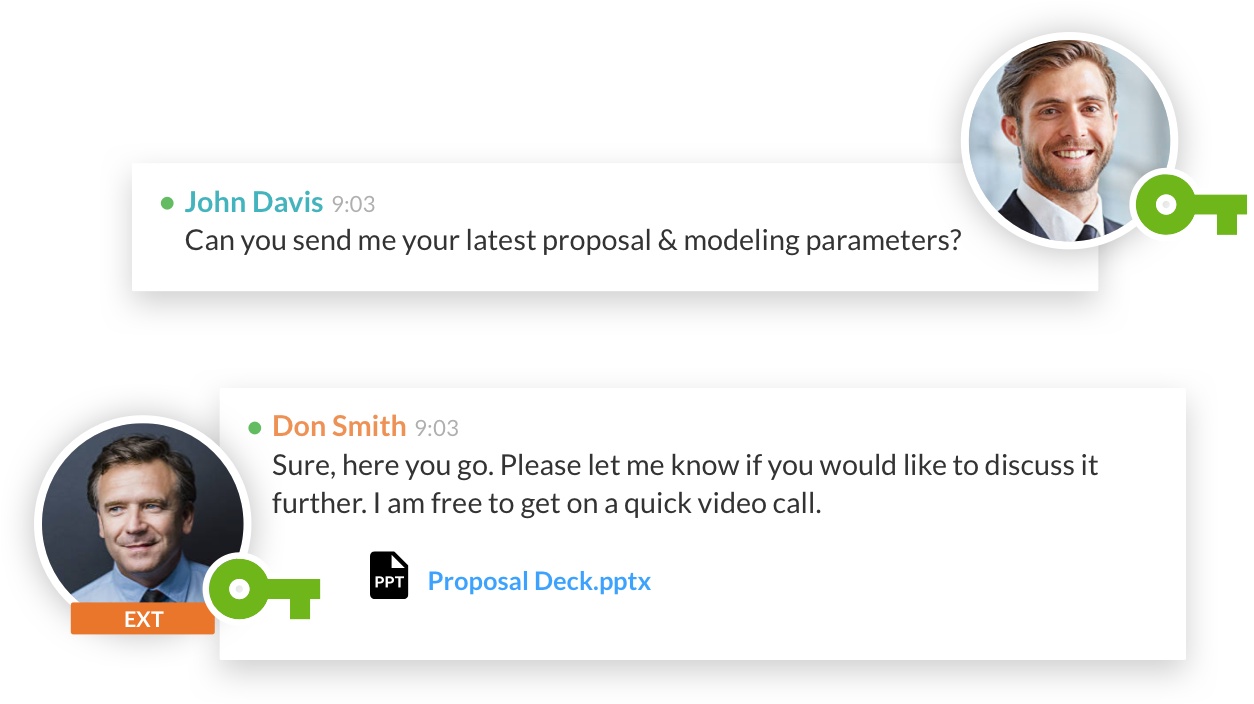 John Davis 9:03
Can you send me your latest proposal & modeling parameters?
Don Smith 9:03
Sure, here you go. Please let me know if you would like to discuss it
further. I am free to get on a quick video call.
PPT Proposal Deck.pptx
EXT